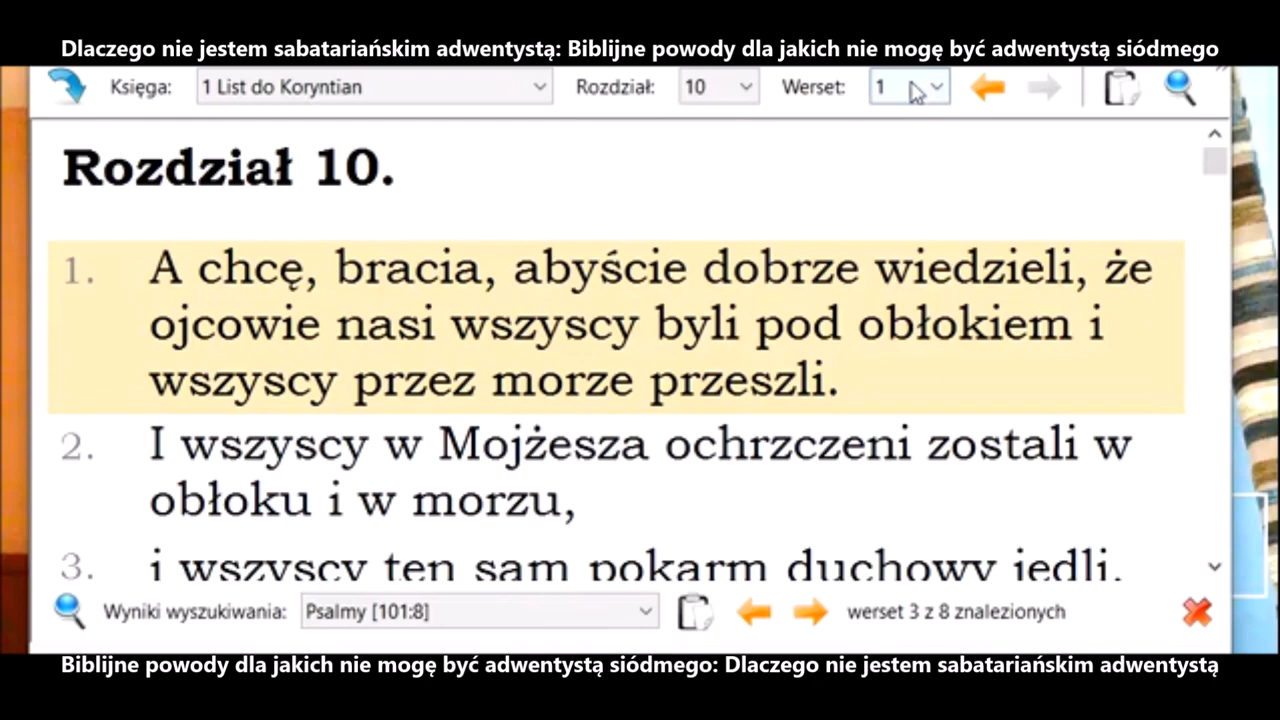 Dlaczego nie jestem sabatariańskim adwentystą: Biblijne powody dla jakich nie mogę być adwentystą siódmego
Księga: 1 List do Koryntian Rozdział: 10 Werset: 1
Rozdział 10.
1. A chcę, bracia, abyście dobrze wiedzieli, że
ojcowie nasi wszyscy byli pod obłokiem i
wszyscy przez morze przeszli.
2. I wszyscy w Mojżesza ochrzczeni zostali w
obłoku i w morzu,
3. i wszyscy ten sam pokarm duchowy jedli.
Wyniki wyszukiwania: Psalmy [101:8] werset 3 z 8 znalezionych
Biblijne powody dla jakich nie mogę być adwentystą siódmego: Dlaczego nie jestem sabatariańskim adwentystą